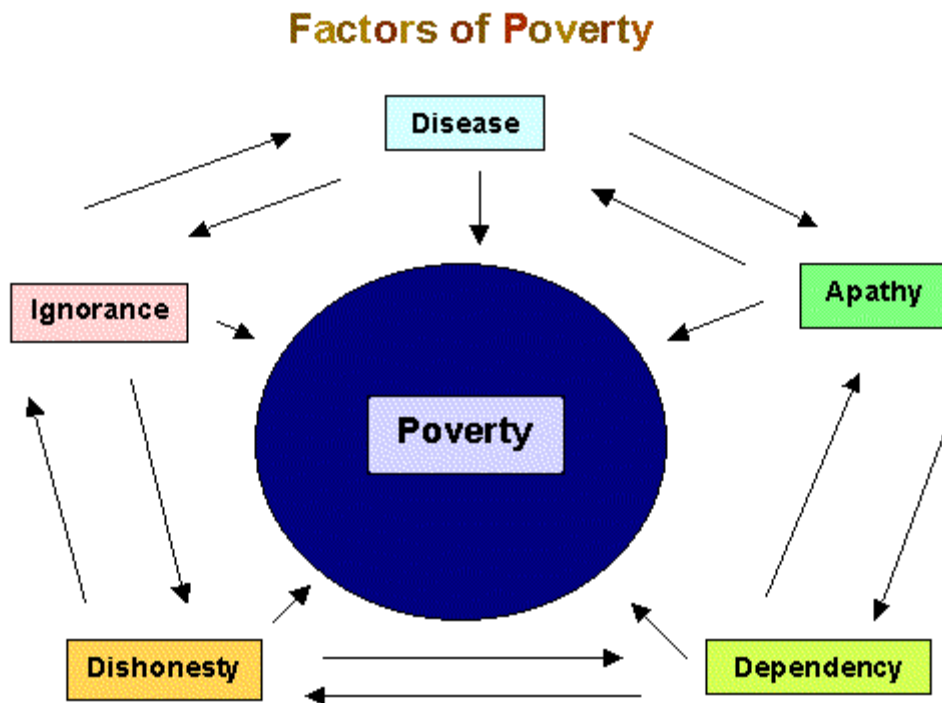 Factors of Poverty
Disease
Ignorance
Apathy
Poverty
Dishonesty
Dependency